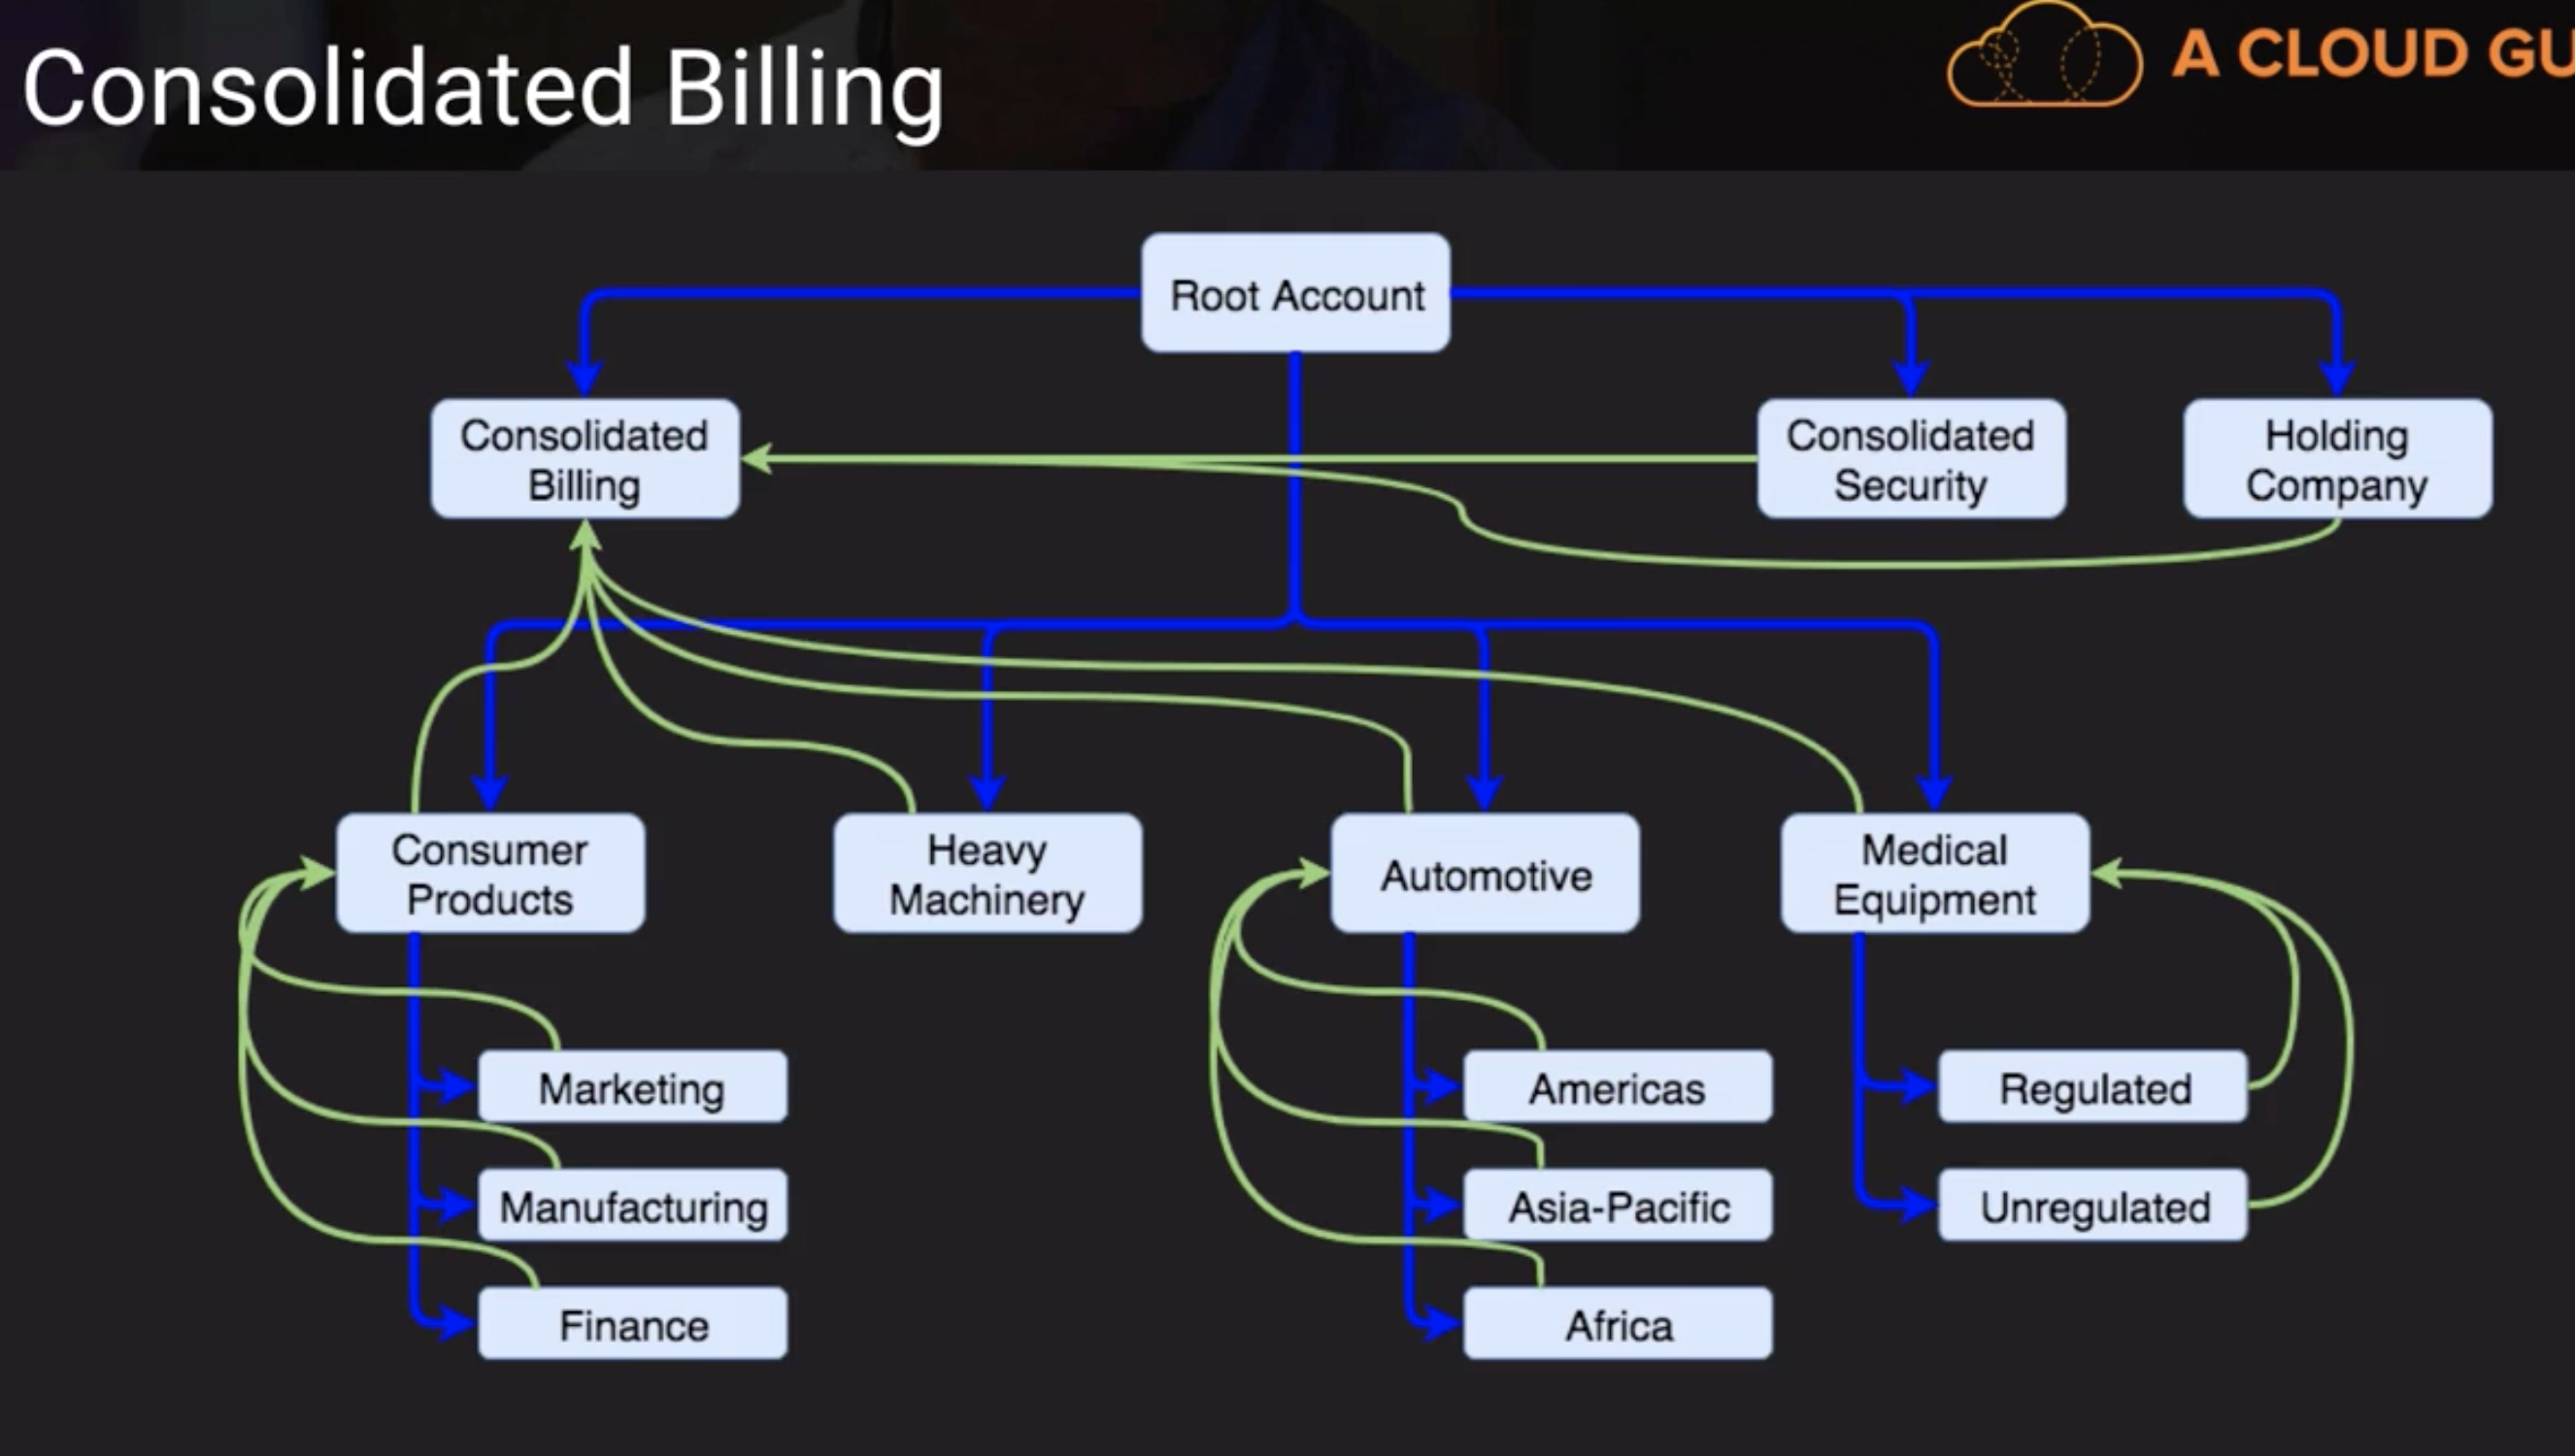 Consolidated Billing
A CLOUD GU
Root Account
Consolidated
Billing
Consolidated
Security
Holding
Company
Consumer
Products
Heavy
Machinery
Automotive
Medical
Equipment
Marketing
Americas
Regulated
Manufacturing
Asia-Pacific
Unregulated
Finance
Africa